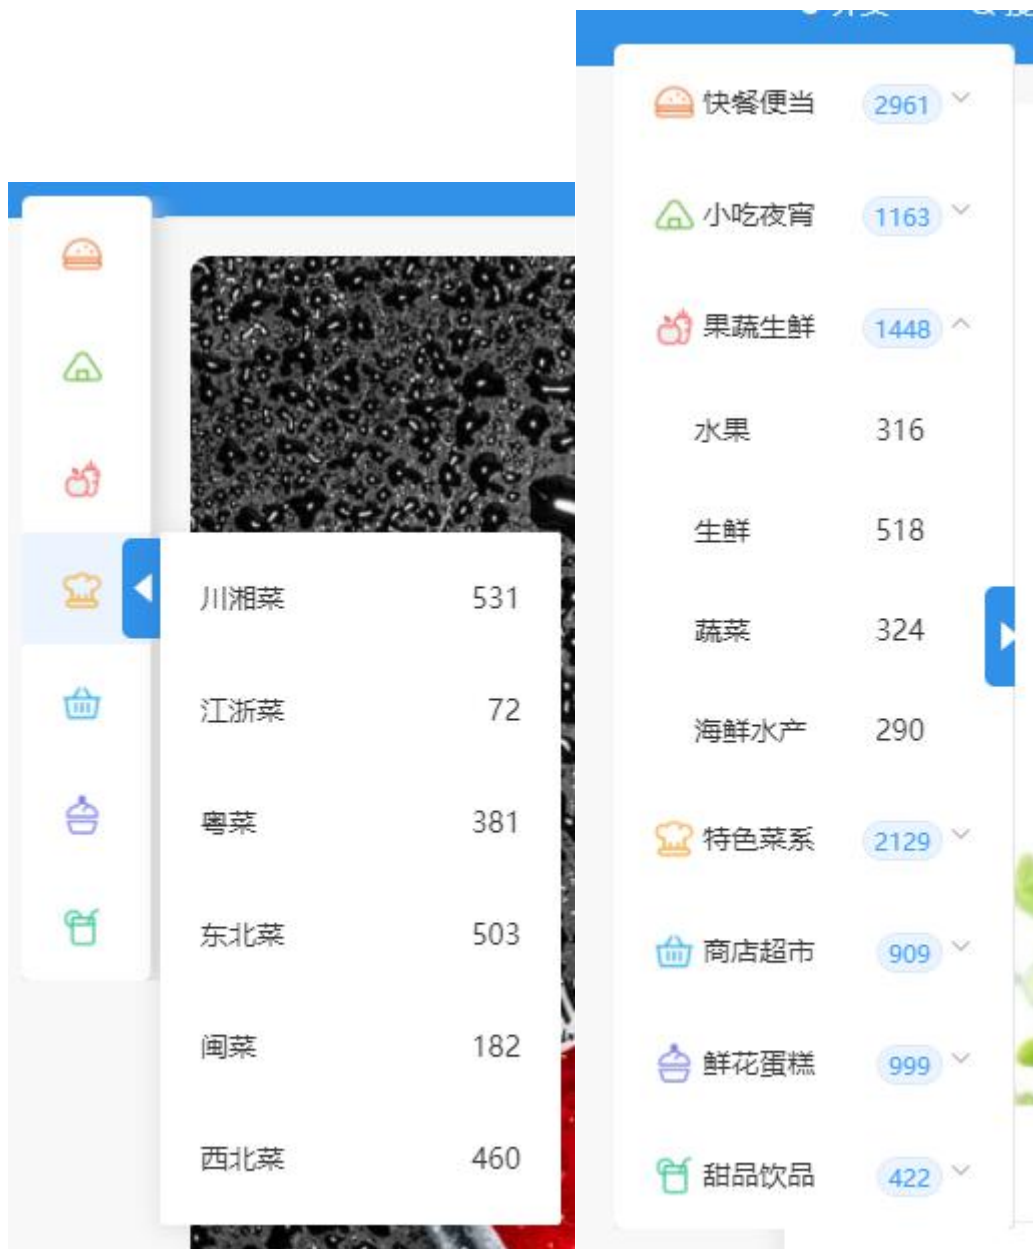 川湘菜 531
江浙菜 72
粤菜 381
东北菜 503
闽菜 182
西北菜 460
快餐便当 2961
小吃夜宵 1163
果蔬生鲜 1448
水果 316
生鲜 518
蔬菜 324
海鲜水产 290
特色菜系 2129
商店超市 909
鲜花蛋糕 999
甜品饮品 422